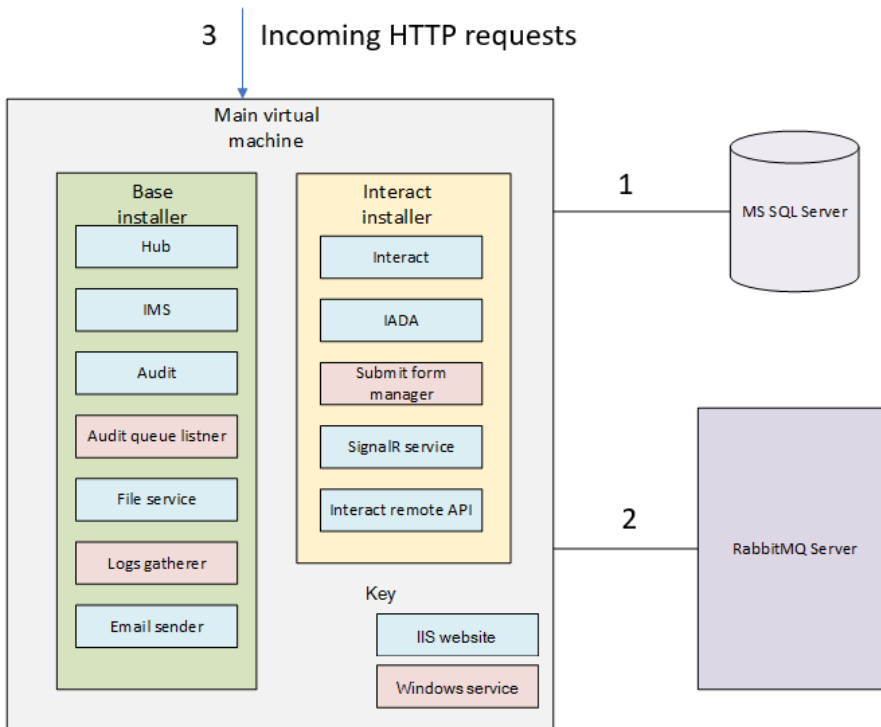 3 Incoming HTTP requests
Main virtual
machine
Base
installer
Hub
IMS
Audit
Audit queue listner
File service
Logs gatherer
Email sender
Interact
installer
Interact
IADA
Submit form
manager
SignalR service
Interact remote API
Key
IIS website
Windows service
1
MS SQL Server
2
RabbitMQ Server